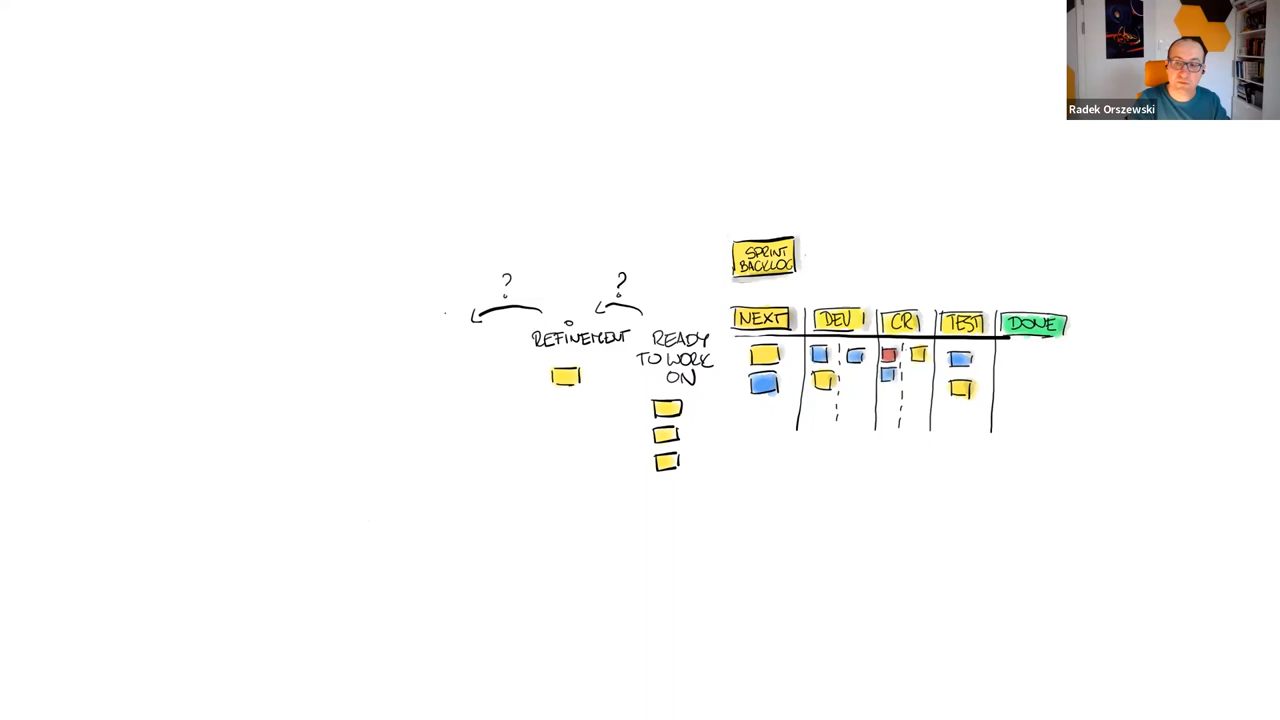 Radek Orszewski
SPRINT
BACKLOG
?
?
REFINEMENT
READY
TO WORK
ON
NEXT
DEV
CR
TEST
DONE